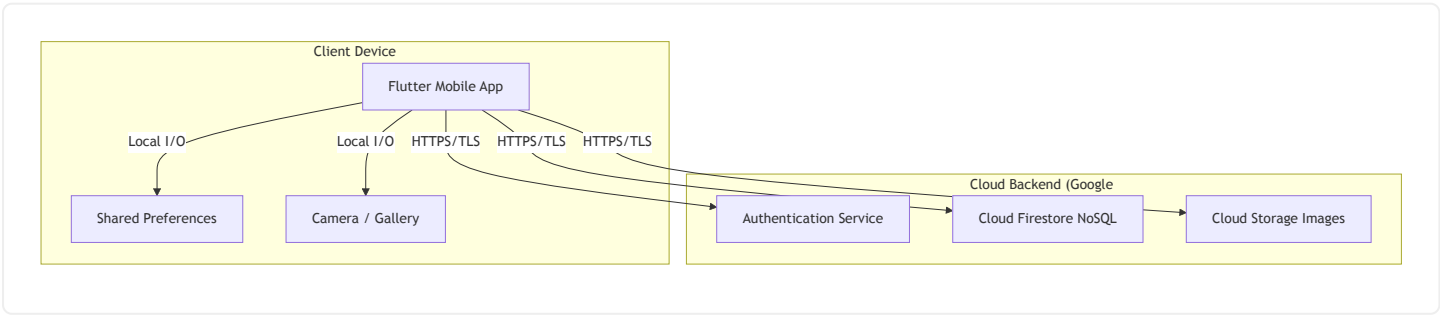 Client Device
Flutter Mobile App
Local I/O
Local I/O
HTTPS/TLS
HTTPS/TLS
HTTPS/TLS
Cloud Backend (Google
Shared Preferences
Camera / Gallery
Authentication Service
Cloud Firestore NoSQL
Cloud Storage Images